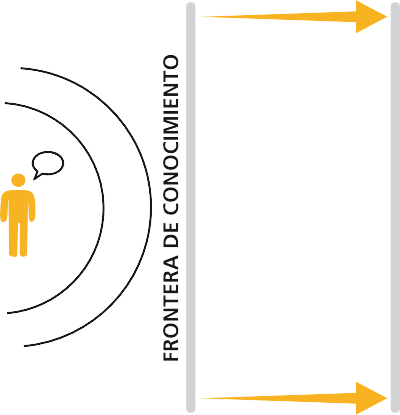 FRONTERA DE CONOCIMIENTO